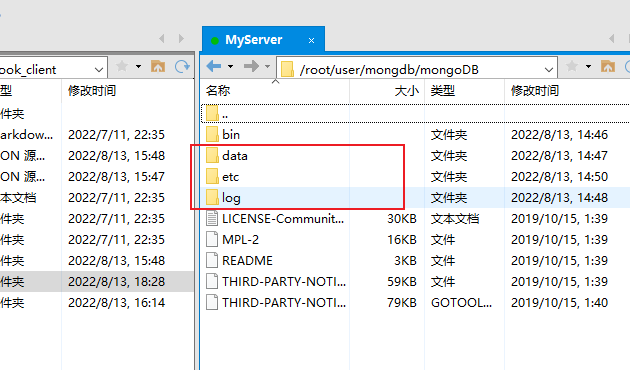 MyServer ×
ook_client
/root/user/mongdb/mongoDB
型 修改时间
件夹
arkdow... 2022/7/11, 22:35
ON 源... 2022/8/13, 15:48
ON 源... 2022/8/13, 15:47
本文档 2022/7/11, 22:35
件夹 2022/7/11, 22:35
件夹 2022/7/11, 22:35
件夹 2022/8/13, 15:48
件夹 2022/8/13, 18:28
件夹 2022/8/13, 16:14
名称 大小 类型 修改时间
..
bin 文件夹 2022/8/13, 14:46
data 文件夹 2022/8/13, 14:47
etc 文件夹 2022/8/13, 14:50
log 文件夹 2022/8/13, 14:48
LICENSE-Communit... 30KB 文本文档 2019/10/15, 1:39
MPL-2 16KB 文件 2019/10/15, 1:39
README 3KB 文件 2019/10/15, 1:39
THIRD-PARTY-NOTI... 59KB 文件 2019/10/15, 1:39
THIRD-PARTY-NOTI... 79KB GOTOOL... 2019/10/15, 1:40